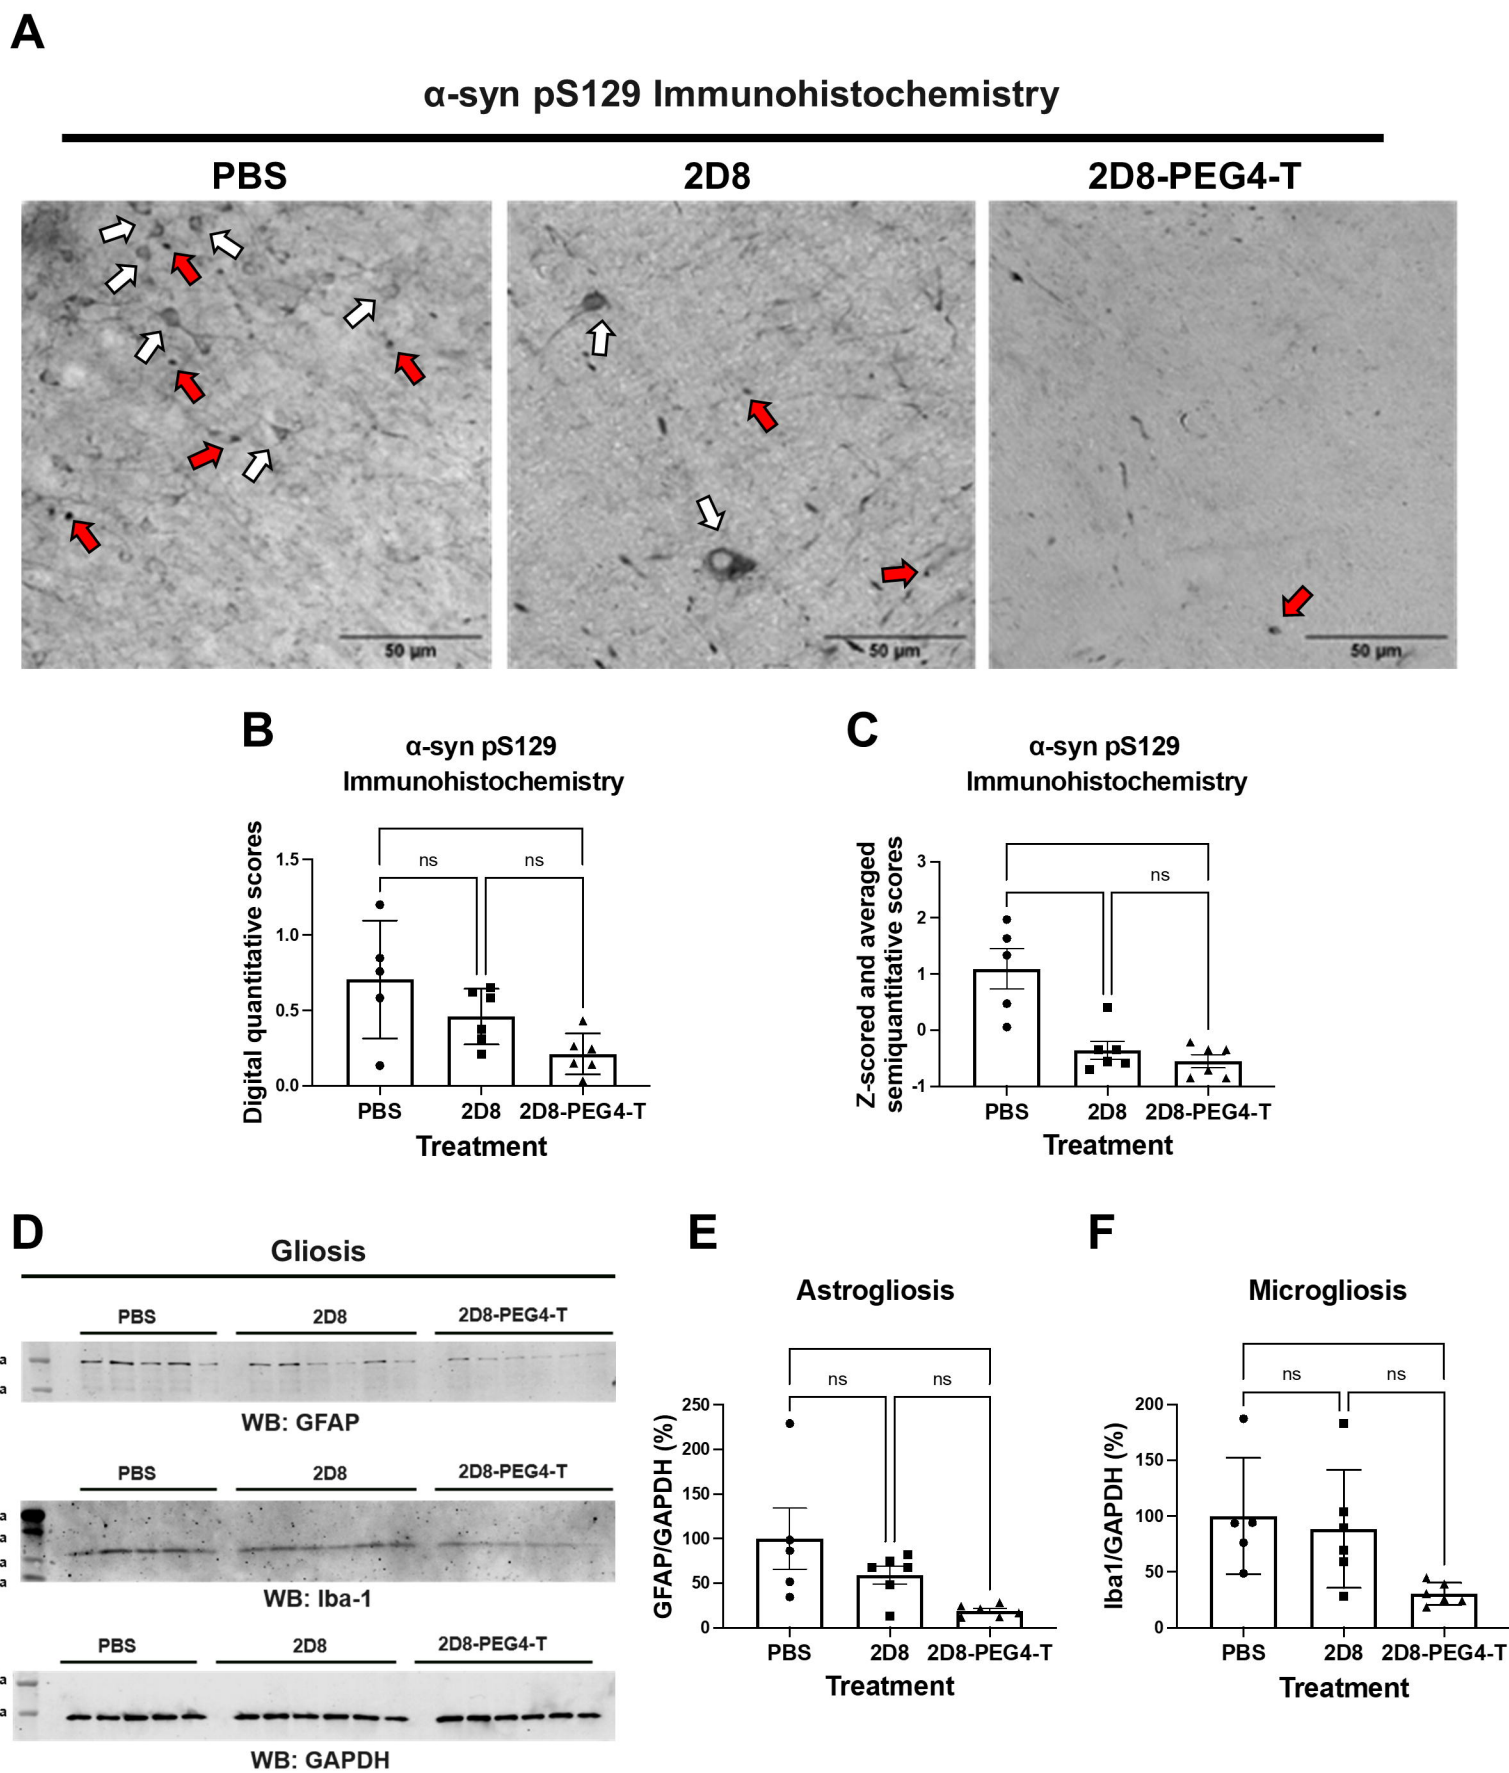 A
α-syn pS129 Immunohistochemistry
PBS
2D8
2D8-PEG4-T
50 µm
50 µm
50 µm
B
α-syn pS129
Immunohistochemistry
Digital quantitative scores
1.5
1.0
0.5
0.0
ns
ns
PBS
2D8
2D8-PEG4-T
Treatment
C
α-syn pS129
Immunohistochemistry
Z-scored and averaged
semiquantitative scores
3
2
1
0
-1
ns
PBS
2D8
2D8-PEG4-T
Treatment
D
Gliosis
PBS
2D8
2D8-PEG4-T
a
a
WB: GFAP
PBS
2D8
2D8-PEG4-T
a
a
a
a
WB: Iba-1
PBS
2D8
2D8-PEG4-T
a
a
WB: GAPDH
E
Astrogliosis
GFAP/GAPDH (%)
250
200
150
100
50
0
ns
ns
PBS
2D8
2D8-PEG4-T
Treatment
F
Microgliosis
Iba1/GAPDH (%)
200
150
100
50
0
ns
ns
PBS
2D8
2D8-PEG4-T
Treatment